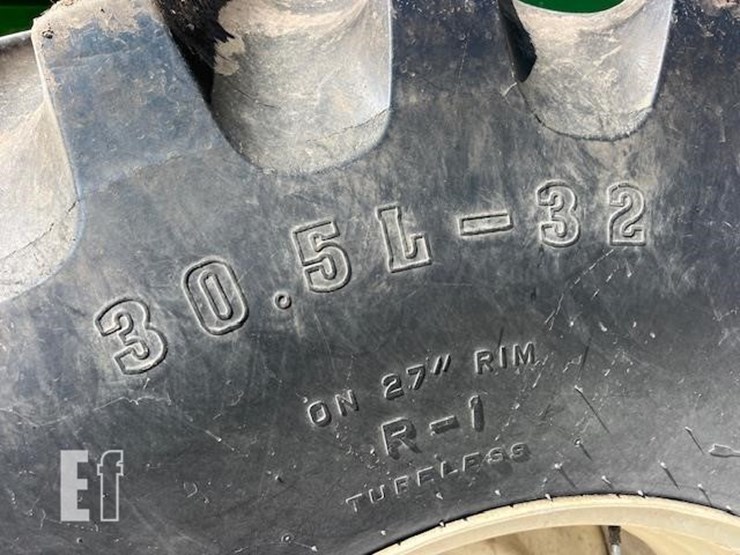 30.5L-32
ON 27" RIM
R-1
TUBELESS
Ef